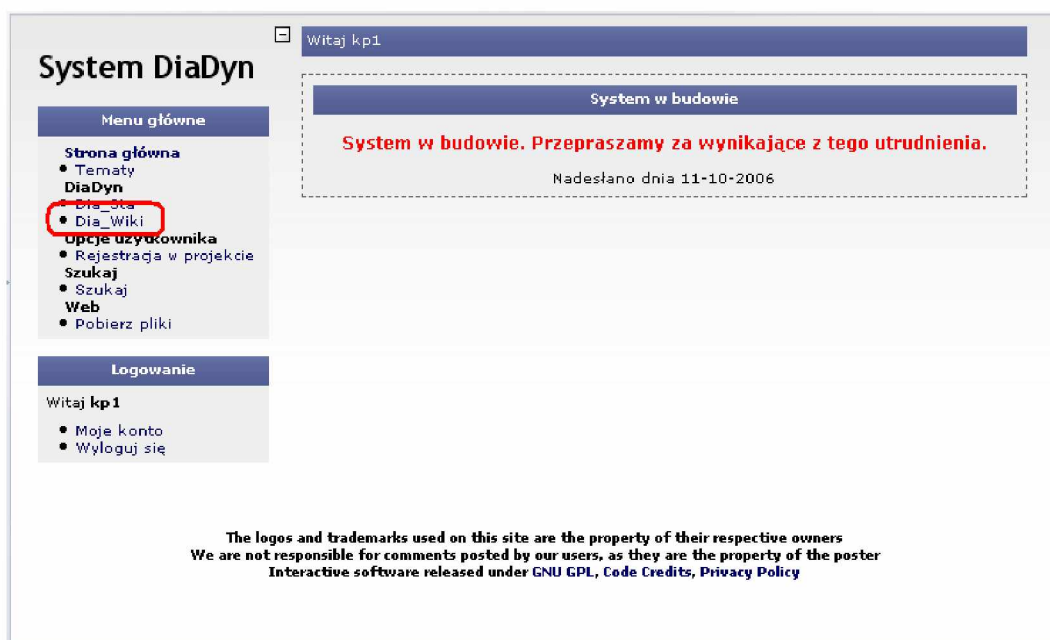 System DiaDyn
Menu główne
Strona główna
Tematy
DiaDyn
Dia_Sta
Dia_Wiki
Opcje użytkownika
Rejestracja w projekcie
Szukaj
Szukaj
Web
Pobierz pliki
Logowanie
Witaj kp1
Moje konto
Wyloguj się
Witaj kp1
System w budowie
System w budowie. Przepraszamy za wynikające z tego utrudnienia.
Nadesłano dnia 11-10-2006
The logos and trademarks used on this site are the property of their respective owners
We are not responsible for comments posted by our users, as they are the property of the poster
Interactive software released under GNU GPL, Code Credits, Privacy Policy